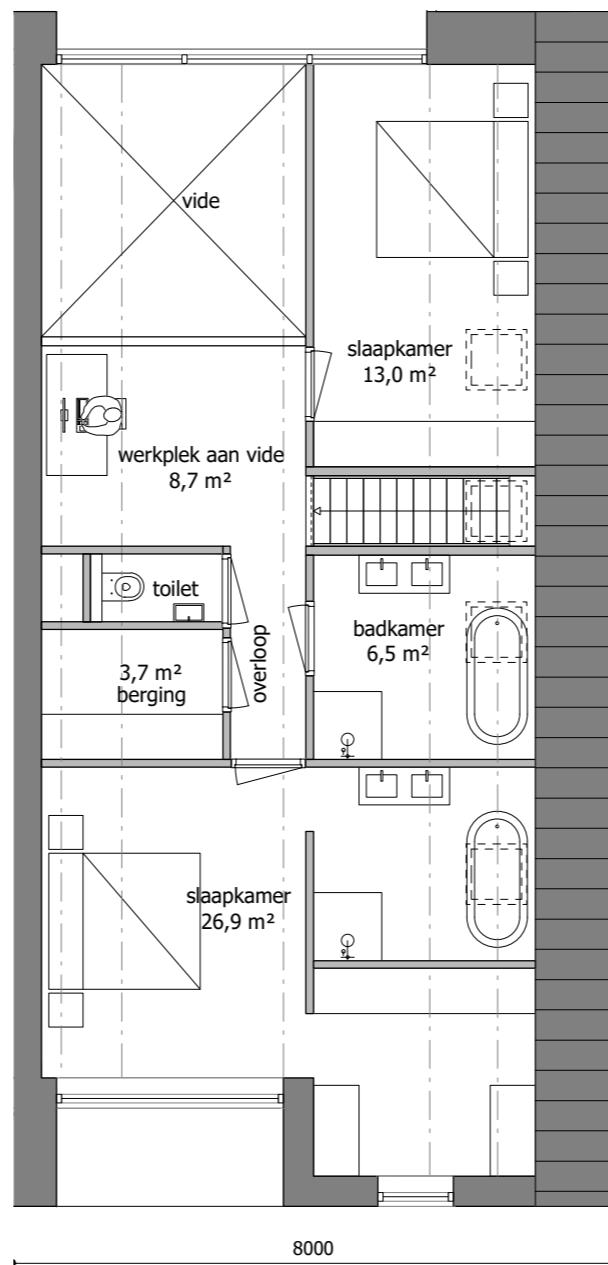 vide
slaapkamer
13,0 m²
werkplek aan vide
8,7 m²
toilet
badkamer
6,5 m²
overloop
3,7 m²
berging
slaapkamer
26,9 m²
8000